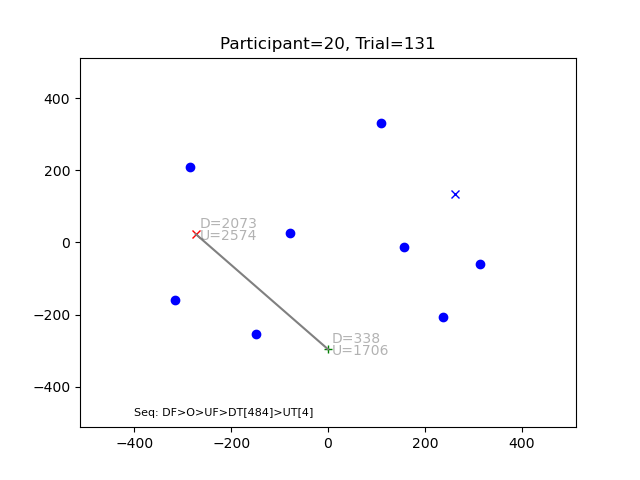 Participant=20, Trial=131
400
200
0
−200
−400
D=2073
U=2574
D=338
U=1706
Seq: DF>O>UF>DT[484]>UT[4]
−400
−200
0
200
400